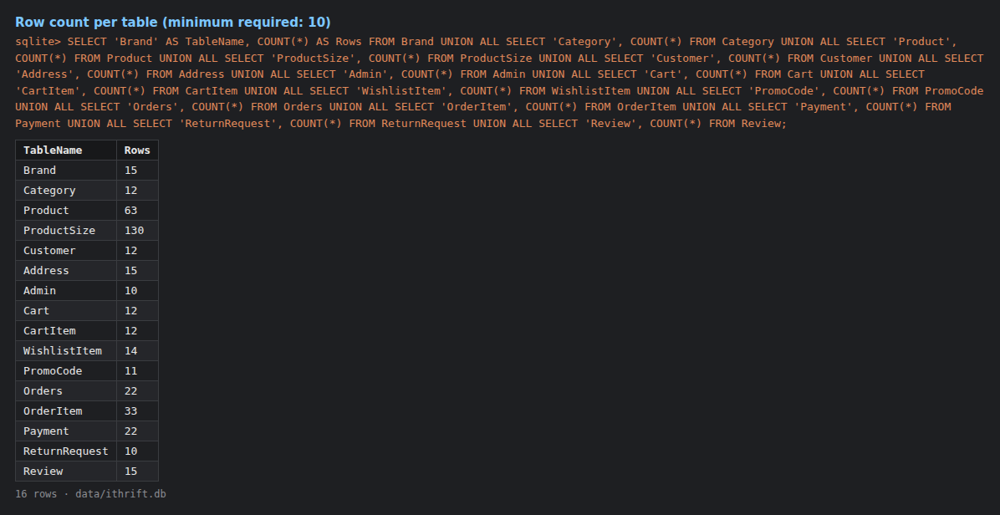 Row count per table (minimum required: 10)
sqlite> SELECT 'Brand' AS TableName, COUNT(*) AS Rows FROM Brand UNION ALL SELECT 'Category', COUNT(*) FROM Category UNION ALL SELECT 'Product',
COUNT(*) FROM Product UNION ALL SELECT 'ProductSize', COUNT(*) FROM ProductSize UNION ALL SELECT 'Customer', COUNT(*) FROM Customer UNION ALL SELECT
'Address', COUNT(*) FROM Address UNION ALL SELECT 'Admin', COUNT(*) FROM Admin UNION ALL SELECT 'Cart', COUNT(*) FROM Cart UNION ALL SELECT
'CartItem', COUNT(*) FROM CartItem UNION ALL SELECT 'WishlistItem', COUNT(*) FROM WishlistItem UNION ALL SELECT 'PromoCode', COUNT(*) FROM PromoCode
UNION ALL SELECT 'Orders', COUNT(*) FROM Orders UNION ALL SELECT 'OrderItem', COUNT(*) FROM OrderItem UNION ALL SELECT 'Payment', COUNT(*) FROM
Payment UNION ALL SELECT 'ReturnRequest', COUNT(*) FROM ReturnRequest UNION ALL SELECT 'Review', COUNT(*) FROM Review;
TableName Rows
Brand 15
Category 12
Product 63
ProductSize 130
Customer 12
Address 15
Admin 10
Cart 12
CartItem 12
WishlistItem 14
PromoCode 11
Orders 22
OrderItem 33
Payment 22
ReturnRequest 10
Review 15
16 rows · data/ithrift.db